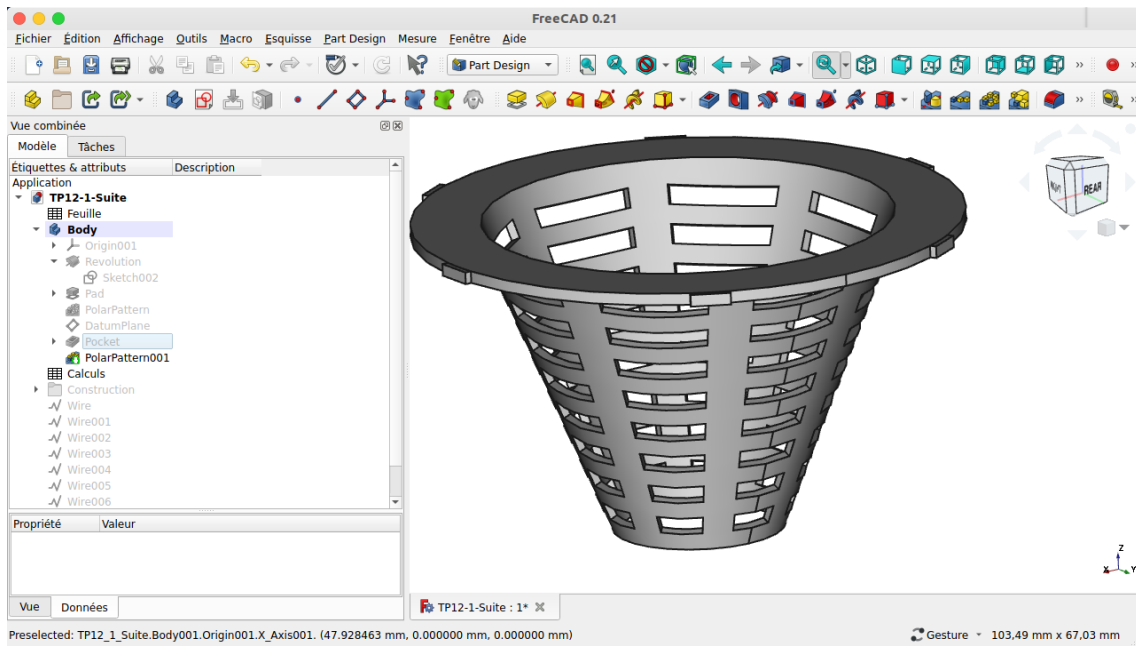 FreeCAD 0.21
Fichier Édition Affichage Outils Macro Esquisse Part Design Mesure Fenêtre Aide
Part Design
Vue combinée
Modèle Tâches
Étiquettes & attributs Description
Application
TP12-1-Suite
Feuille
Body
Origin001
Revolution
Sketch002
Pad
PolarPattern
DatumPlane
Pocket
PolarPattern001
Calculs
Construction
Wire
Wire001
Wire002
Wire003
Wire004
Wire005
Wire006
Propriété Valeur
Vue Données
RIGHT REAR
Z
X Y
TP12-1-Suite : 1*
Preselected: TP12_1_Suite.Body001.Origin001.X_Axis001. (47.928463 mm, 0.000000 mm, 0.000000 mm)
Gesture 103,49 mm x 67,03 mm